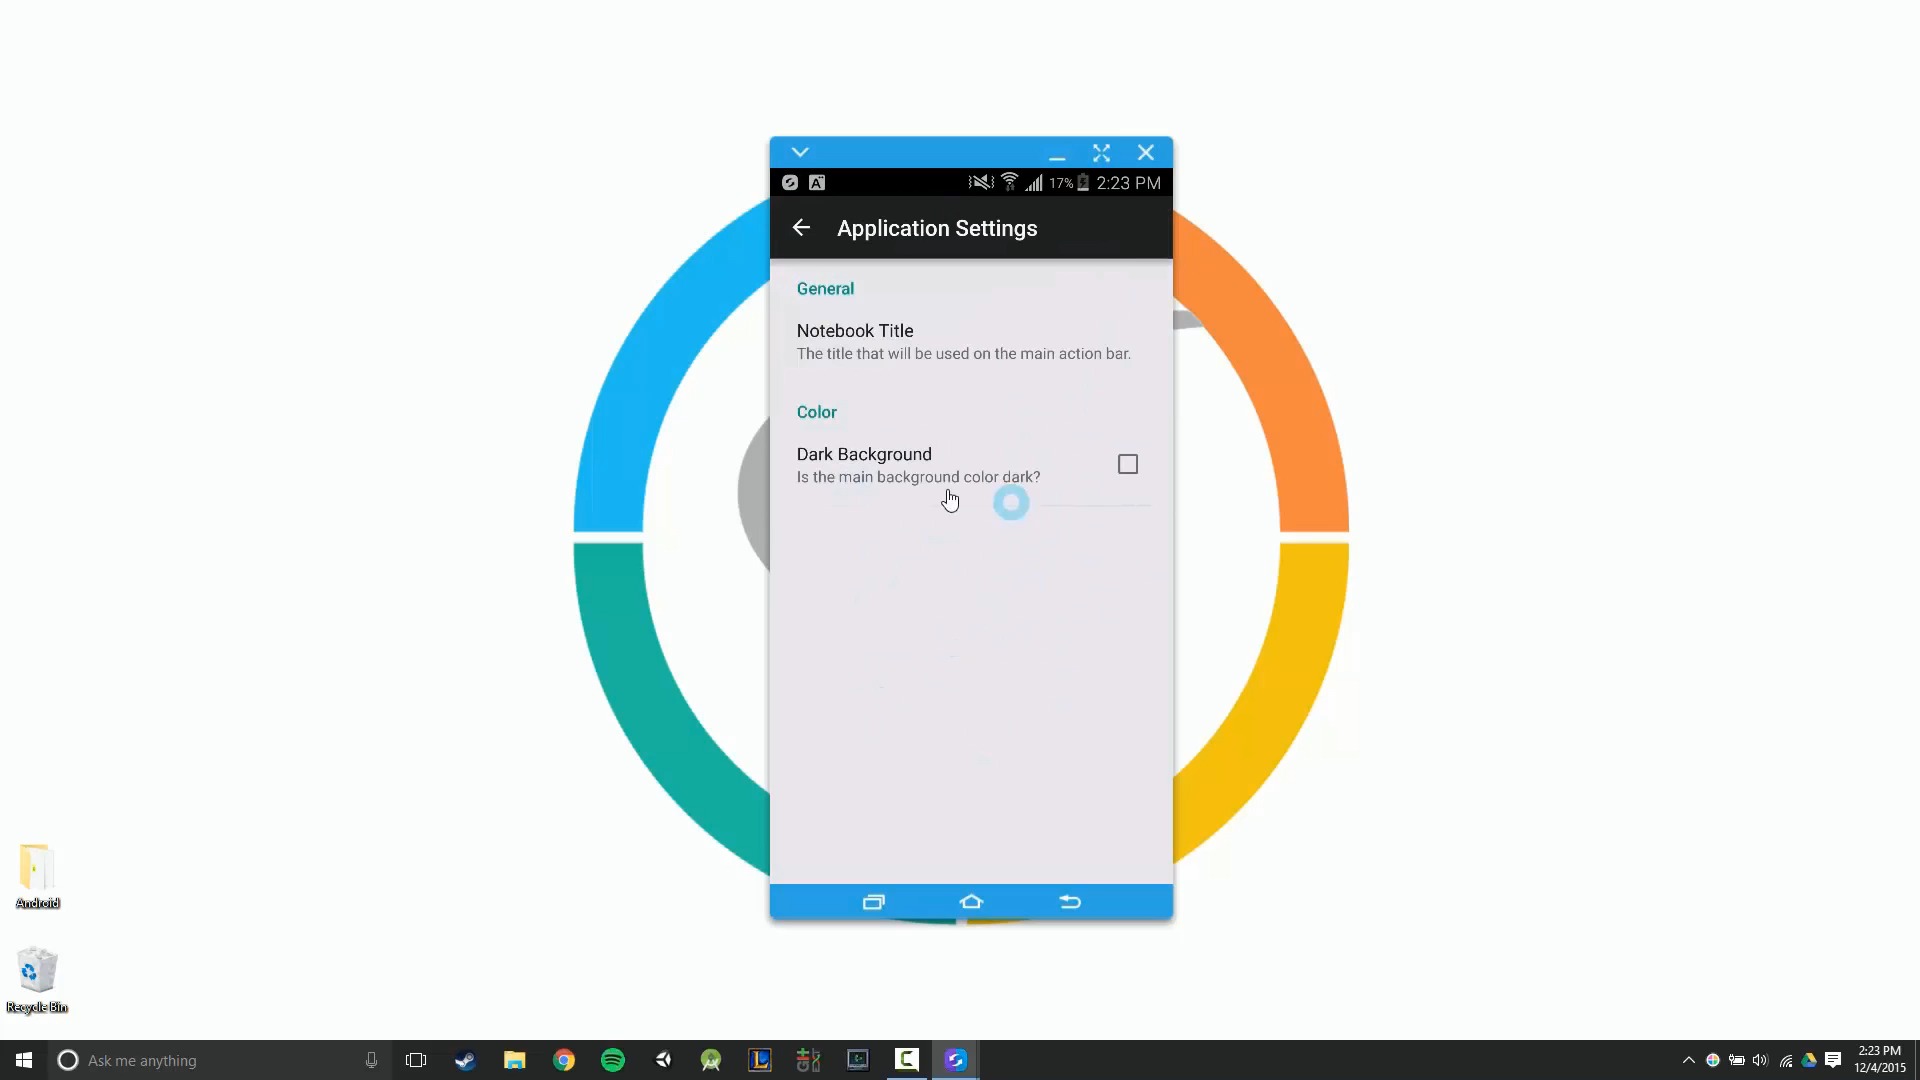 17% 2:23 PM
Application Settings
General
Notebook Title
The title that will be used on the main action bar.
Color
Dark Background
Is the main background color dark?
Android
Recycle Bin
Ask me anything
2:23 PM
12/4/2015